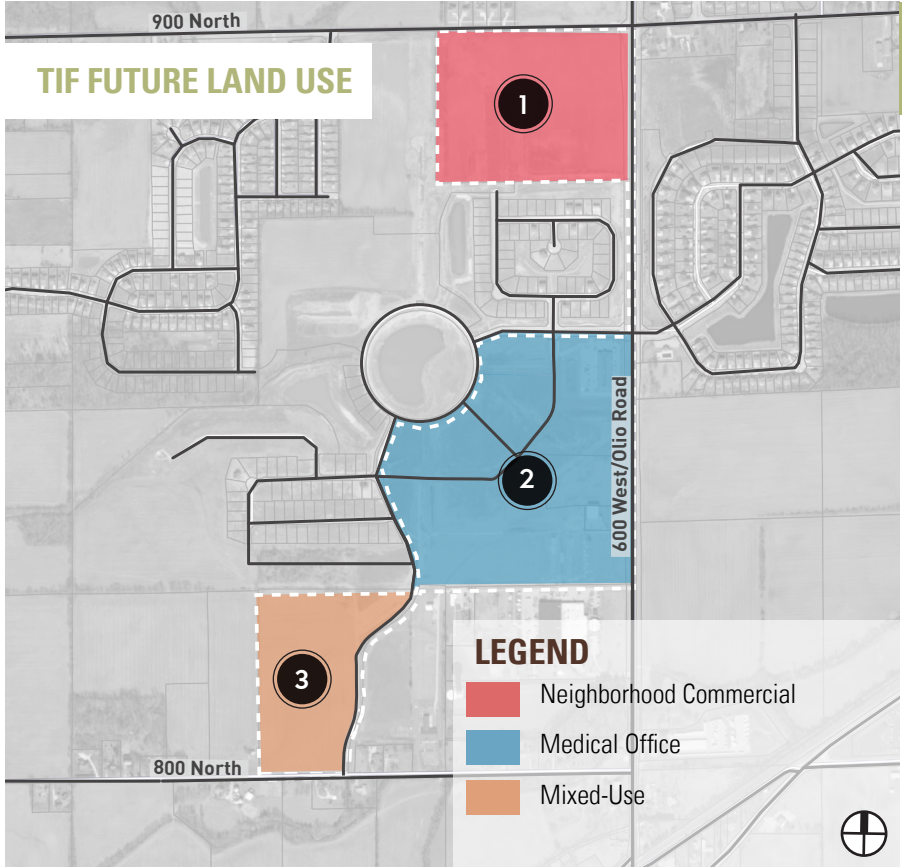 900 North
TIF FUTURE LAND USE
1
600 West/Olio Road
2
3
800 North
LEGEND
Neighborhood Commercial
Medical Office
Mixed-Use